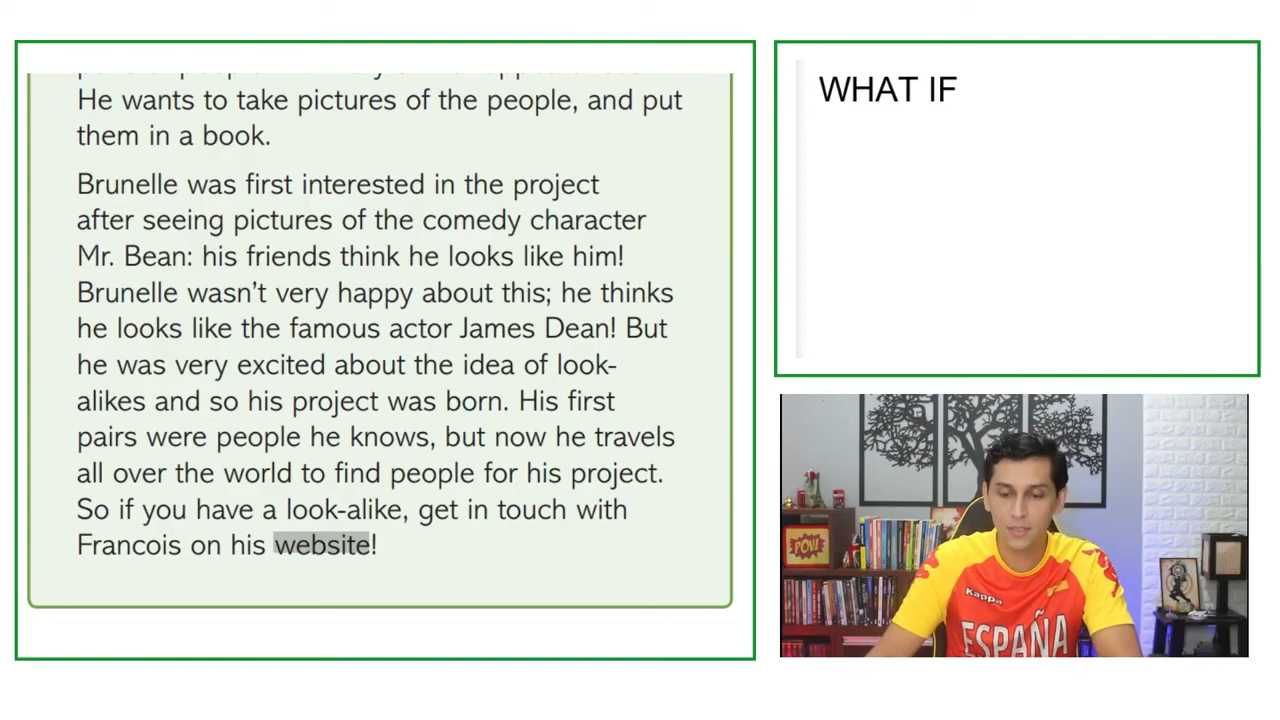 He wants to take pictures of the people, and put
them in a book.
Brunelle was first interested in the project
after seeing pictures of the comedy character
Mr. Bean: his friends think he looks like him!
Brunelle wasn't very happy about this; he thinks
he looks like the famous actor James Dean! But
he was very excited about the idea of look-
alikes and so his project was born. His first
pairs were people he knows, but now he travels
all over the world to find people for his project.
So if you have a look-alike, get in touch with
Francois on his website!
WHAT IF
POW
Kappa
ESPAÑA